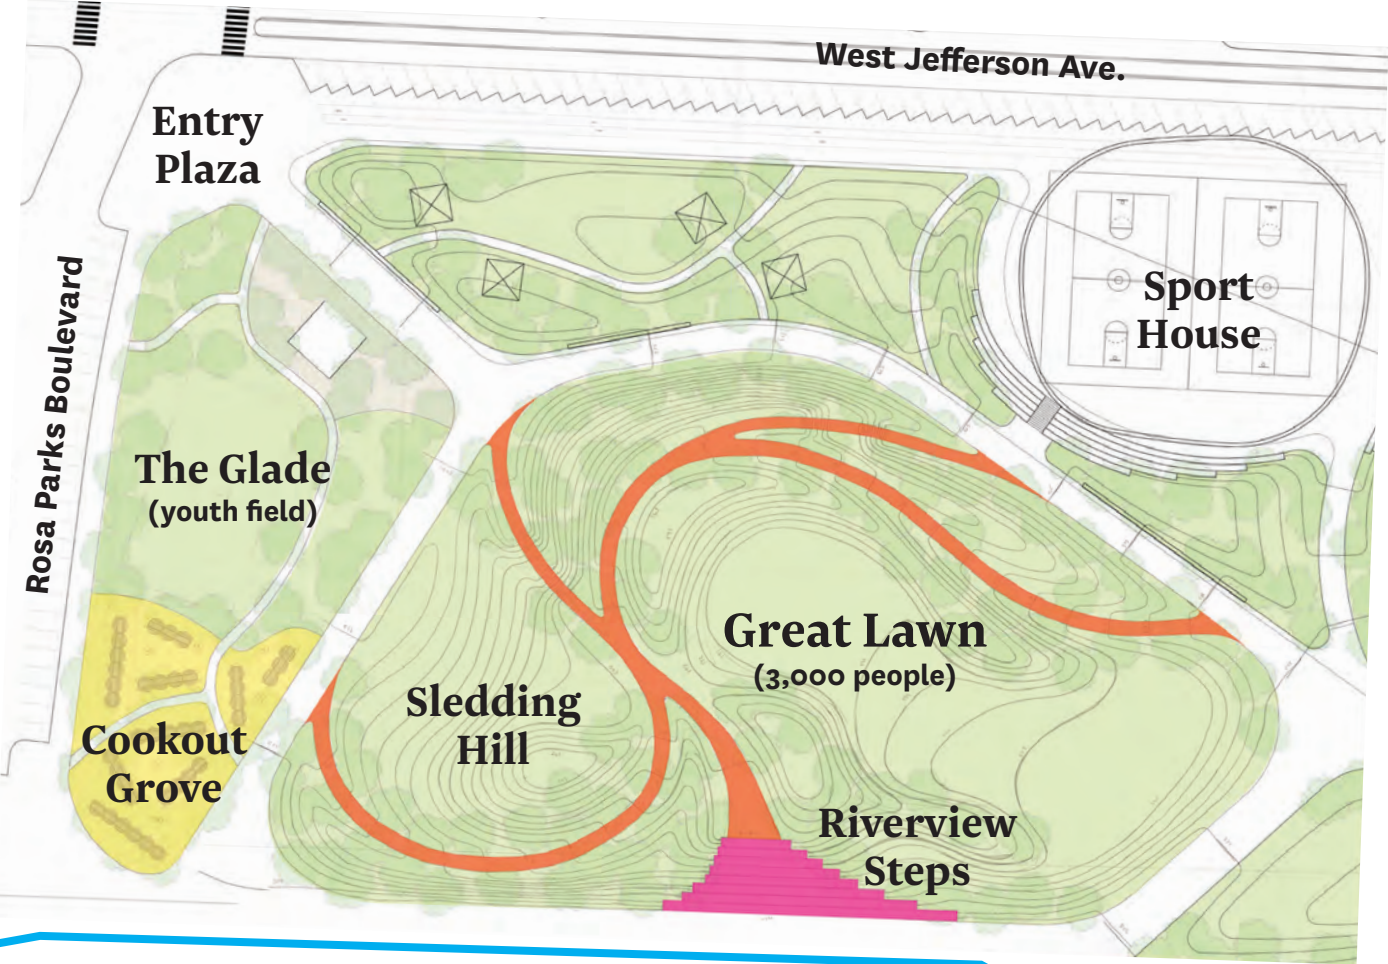 West Jefferson Ave.
Entry
Plaza
Sport
House
Rosa Parks Boulevard
The Glade
(youth field)
Great Lawn
(3,000 people)
Sledding
Hill
Cookout
Grove
Riverview
Steps